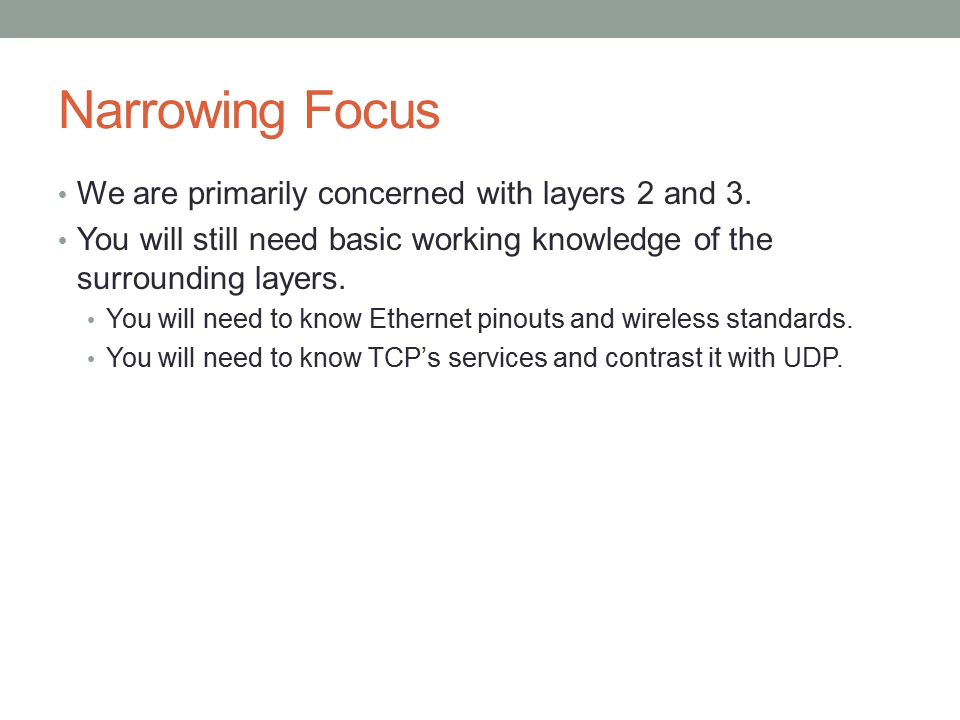 Narrowing Focus
• We are primarily concerned with layers 2 and 3.
• You will still need basic working knowledge of the
surrounding layers.
• You will need to know Ethernet pinouts and wireless standards.
• You will need to know TCP’s services and contrast it with UDP.